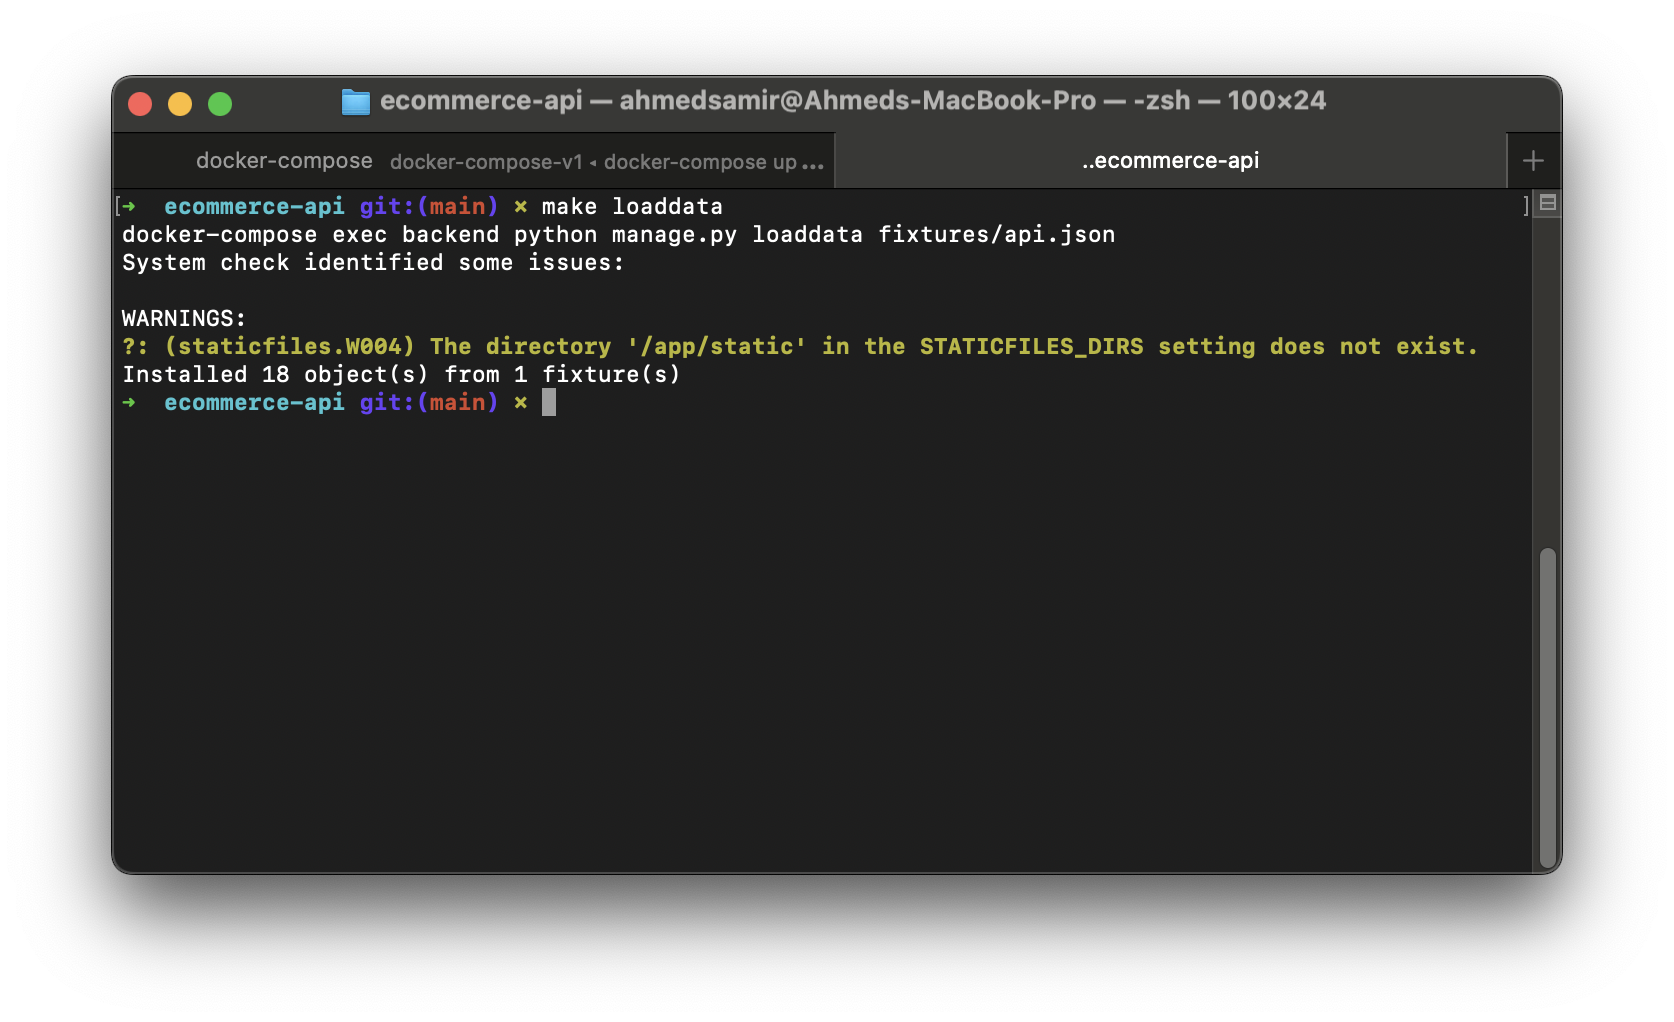 ecommerce-api — ahmedsamir@Ahmeds-MacBook-Pro — -zsh — 100×24
docker-compose docker-compose-v1 ◂ docker-compose up ...
..ecommerce-api
+
[➜ ecommerce-api git:(main) ✗ make loaddata ]
docker-compose exec backend python manage.py loaddata fixtures/api.json
System check identified some issues:
WARNINGS:
?: (staticfiles.W004) The directory '/app/static' in the STATICFILES_DIRS setting does not exist.
Installed 18 object(s) from 1 fixture(s)
➜ ecommerce-api git:(main) ✗